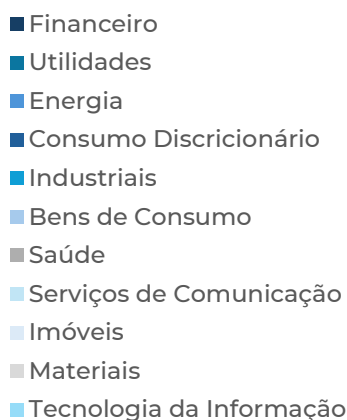 Financeiro
Utilidades
Energia
Consumo Discricionário
Industriais
Bens de Consumo
Saúde
Serviços de Comunicação
Imóveis
Materiais
Tecnologia da Informação